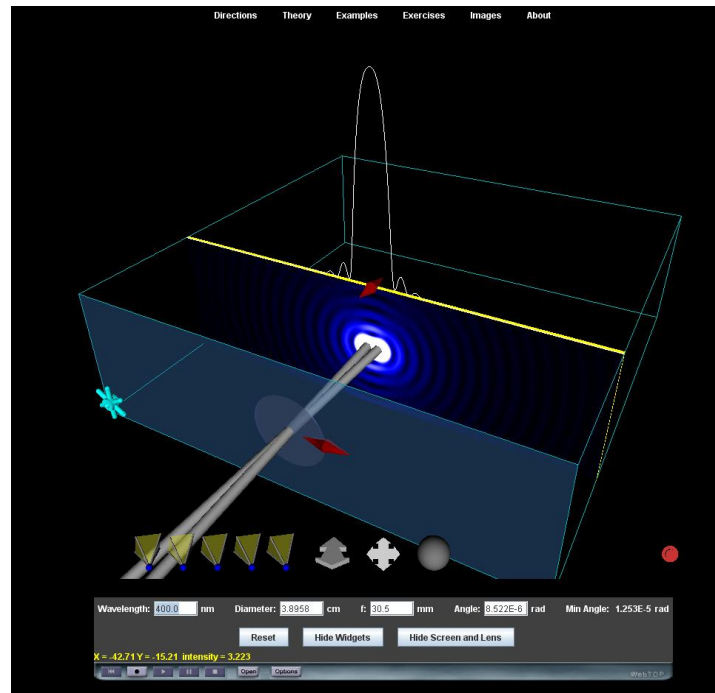 Directions Theory Examples Exercises Images About
Wavelength: 400.0 nm Diameter: 3.8958 cm f: 30.5 mm Angle: 8.522E-6 rad Min Angle: 1.253E-5 rad
Reset Hide Widgets Hide Screen and Lens
X = -42.71 Y = -15.21 intensity = 3.223
Open Options WebTOP